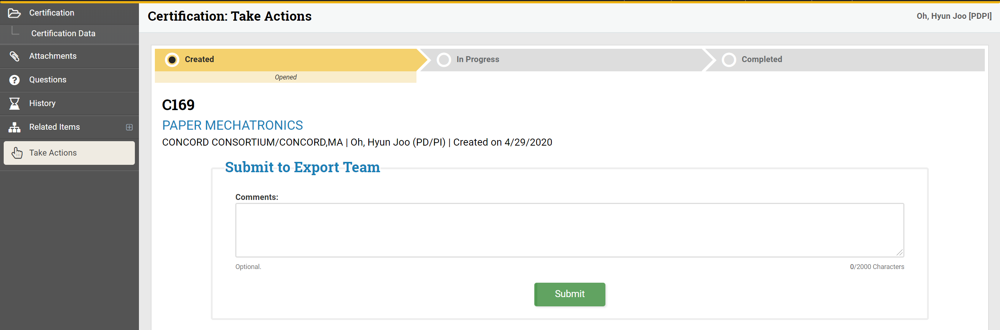 Certification
Certification Data
Attachments
Questions
History
Related Items
Take Actions
Certification: Take Actions
Oh, Hyun Joo [PDPI]
Created
In Progress
Completed
Opened
C169
PAPER MECHATRONICS
CONCORD CONSORTIUM/CONCORD,MA | Oh, Hyun Joo (PD/PI) | Created on 4/29/2020
Submit to Export Team
Comments:
Optional.
0/2000 Characters
Submit